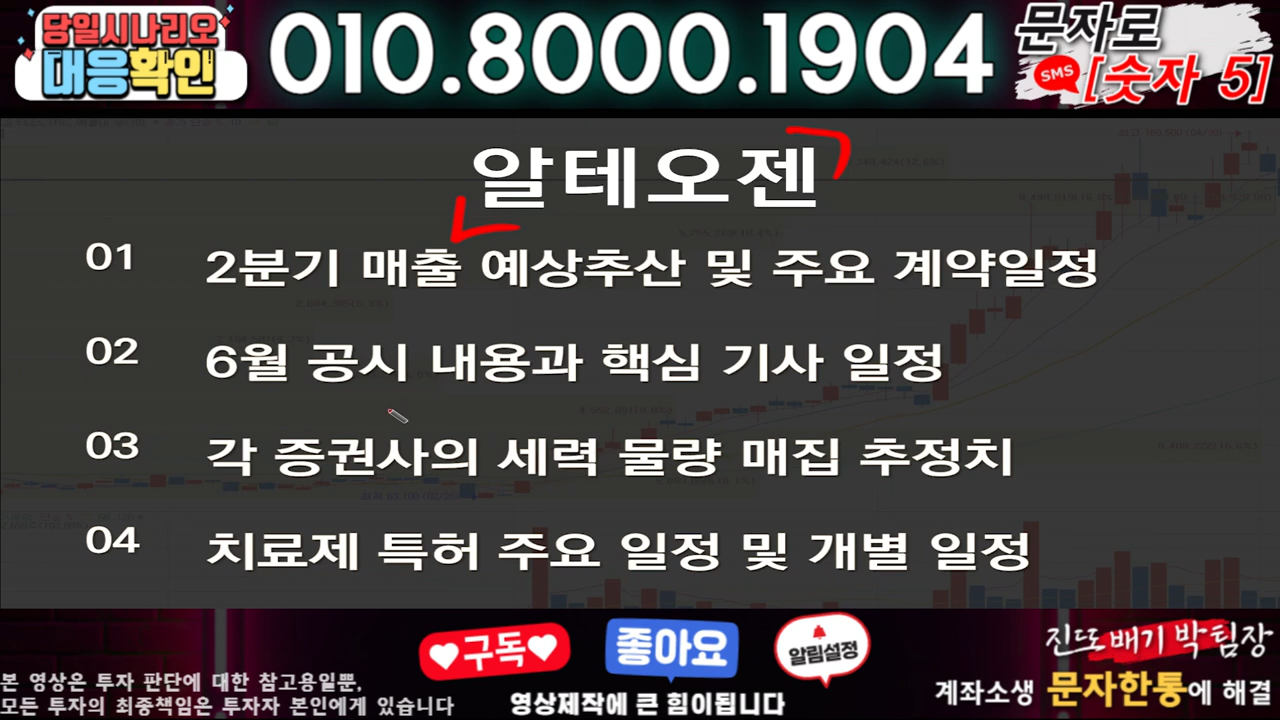 당일시나리오
대응확인
010.8000.1904
문자로
SMS
[숫자 5]
알테오젠
01
2분기 매출 예상추산 및 주요 계약일정
02
6월 공시 내용과 핵심 기사 일정
03
각 증권사의 세력 물량 매집 추정치
04
치료제 특허 주요 일정 및 개별 일정
구독
좋아요
알림설정
진또배기 박팀장
본 영상은 투자 판단에 대한 참고용일뿐,
모든 투자의 최종책임은 투자자 본인에게 있습니다
영상제작에 큰 힘이됩니다
계좌소생 문자한통에 해결